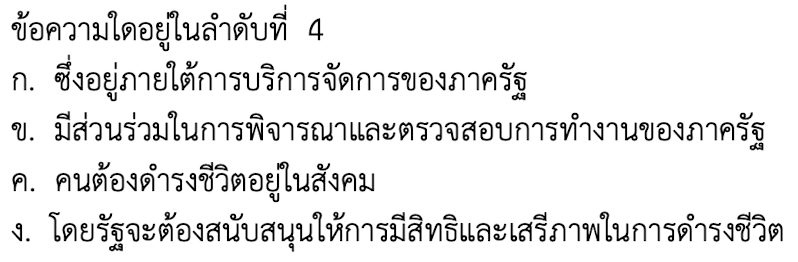 ข้อความใดอยู่ในลำดับที่ 4
ก. ซึ่งอยู่ภายใต้การบริการจัดการของภาครัฐ
ข. มีส่วนร่วมในการพิจารณาและตรวจสอบการทำงานของภาครัฐ
ค. คนต้องดำรงชีวิตอยู่ในสังคม
ง. โดยรัฐจะต้องสนับสนุนให้การมีสิทธิและเสรีภาพในการดำรงชีวิต